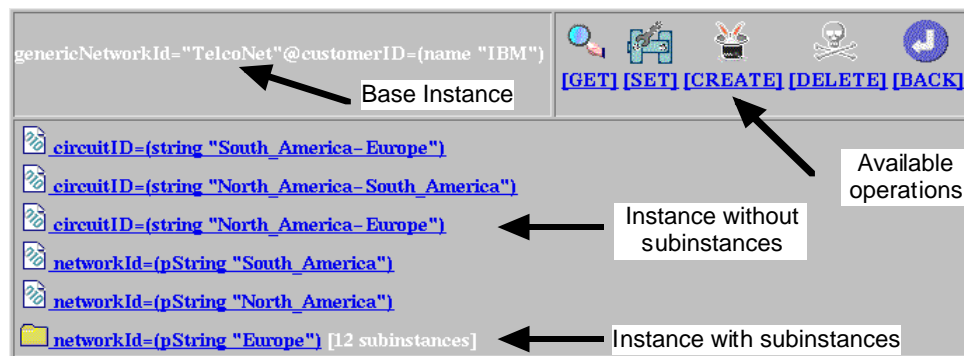 genericNetworkId="TelcoNet"@customerID=(name "IBM")
[GET] [SET] [CREATE] [DELETE] [BACK]
Base Instance
circuitID=(string "South_America-Europe")
circuitID=(string "North_America-South_America")
circuitID=(string "North_America-Europe")
networkId=(pString "South_America")
networkId=(pString "North_America")
networkId=(pString "Europe") [12 subinstances]
Available
operations
Instance without
subinstances
Instance with subinstances